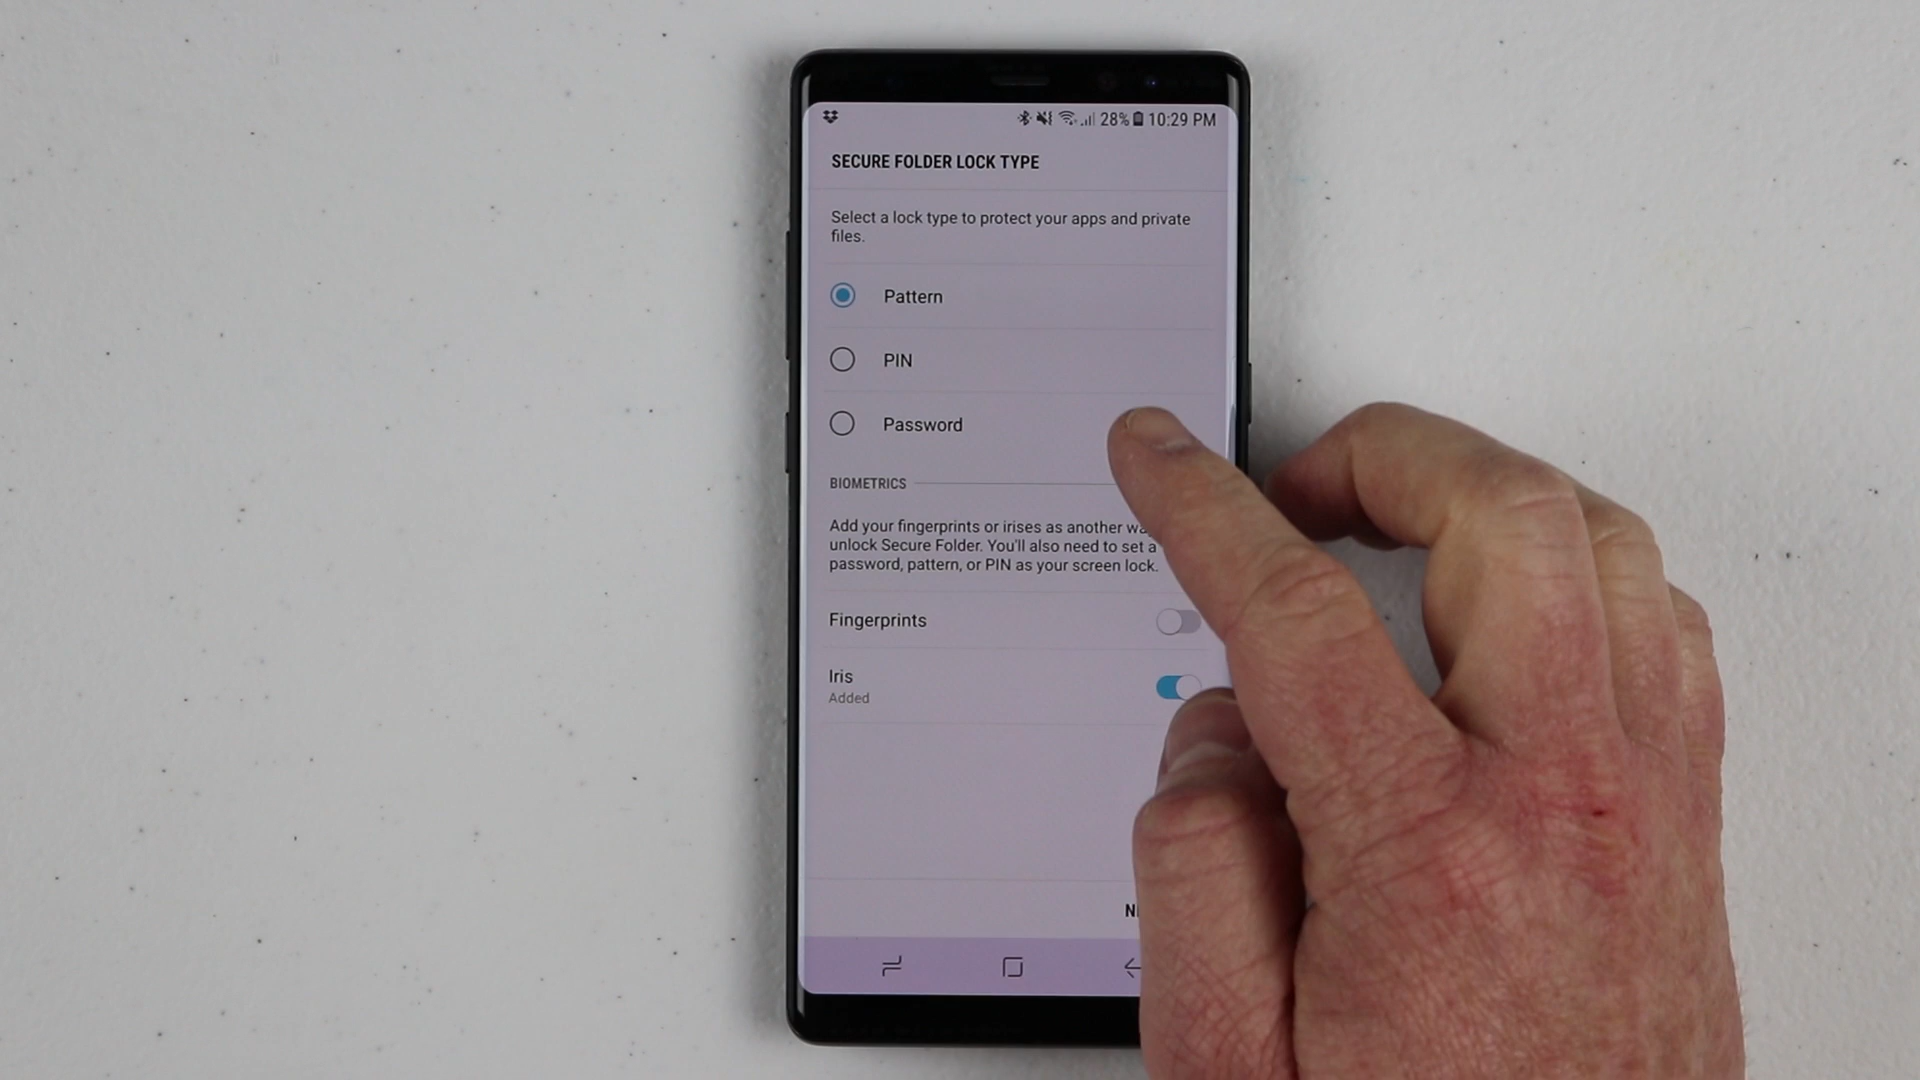 28% 10:29 PM
SECURE FOLDER LOCK TYPE
Select a lock type to protect your apps and private
files.
Pattern
PIN
Password
BIOMETRICS
Add your fingerprints or irises as another
unlock Secure Folder. You'll also need to set a
password, pattern, or PIN as your screen lock.
Fingerprints
Iris
Added